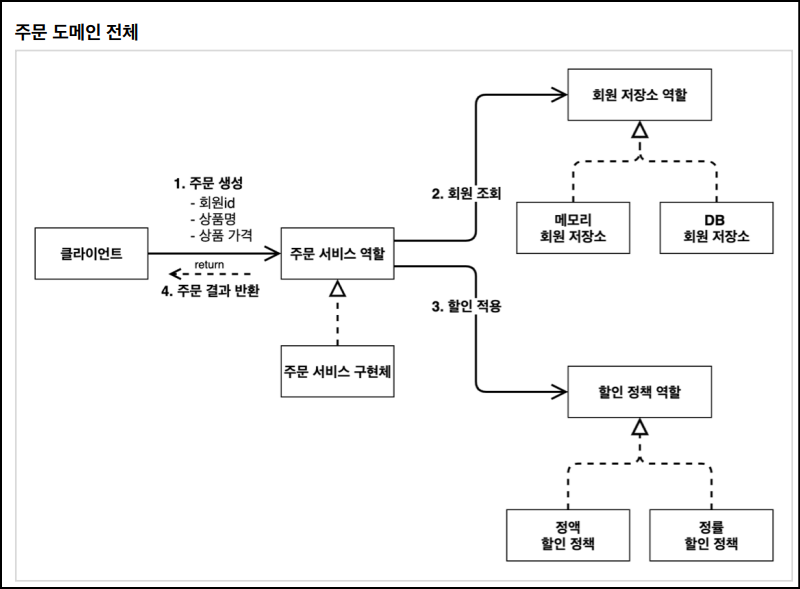 주문 도메인 전체
회원 저장소 역할
1. 주문 생성
- 회원id
- 상품명
- 상품 가격
2. 회원 조회
메모리
회원 저장소
DB
회원 저장소
클라이언트
주문 서비스 역할
return
4. 주문 결과 반환
3. 할인 적용
주문 서비스 구현체
할인 정책 역할
정액
할인 정책
정률
할인 정책